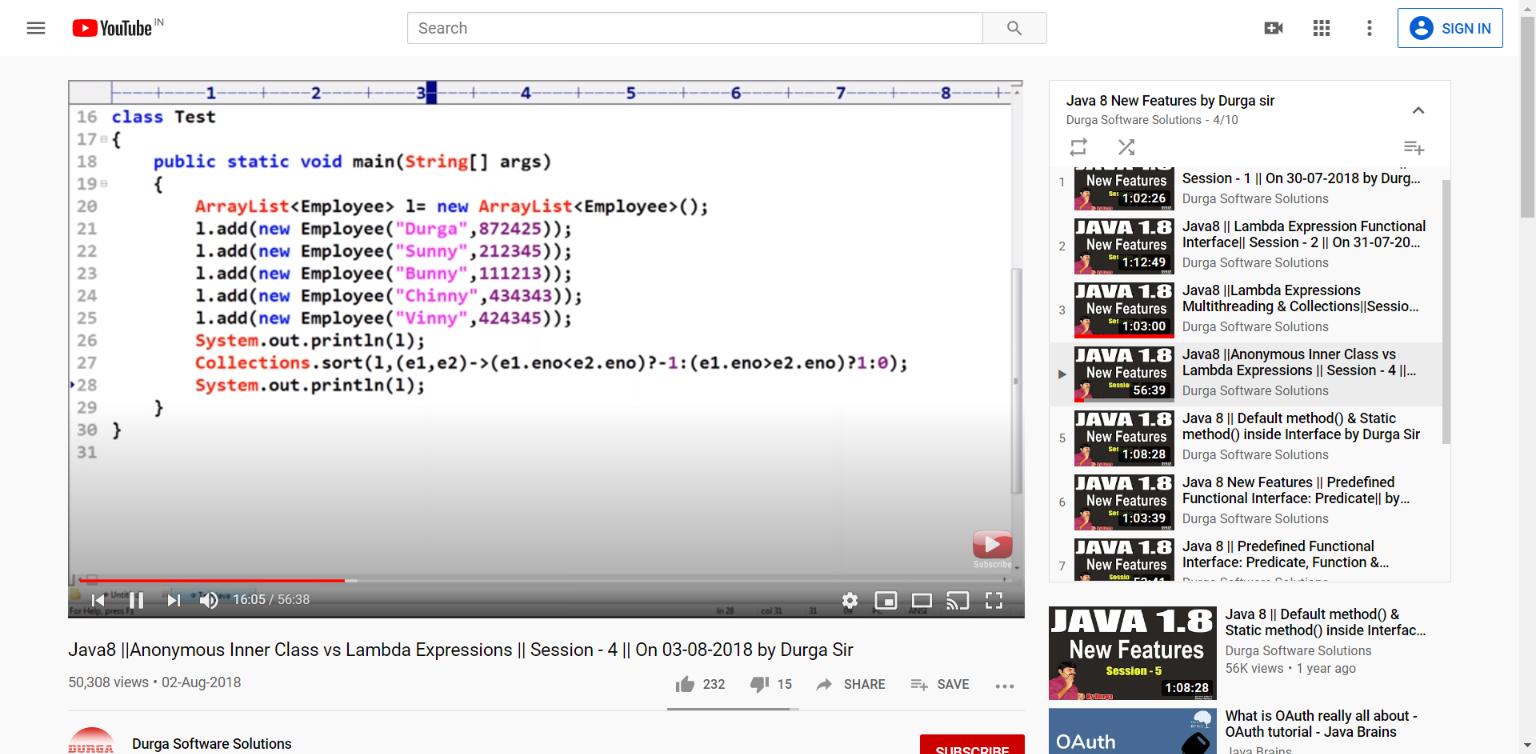 YouTube IN
Search
SIGN IN
1 2 3 4 5 6 7 8
16 class Test
17 {
18 public static void main(String[] args)
19 {
20 ArrayList<Employee> l= new ArrayList<Employee>();
21 l.add(new Employee("Durga",872425));
22 l.add(new Employee("Sunny",212345));
23 l.add(new Employee("Bunny",111213));
24 l.add(new Employee("Chinny",434343));
25 l.add(new Employee("Vinny",424345));
26 System.out.println(l);
27 Collections.sort(l,(e1,e2)->(e1.eno<e2.eno)?-1:(e1.eno>e2.eno)?1:0);
28 System.out.println(l);
29 }
30 }
31
Subscribe
For Help, press F1
ln 28 col 31 31
16:05 / 56:38
Java8 ||Anonymous Inner Class vs Lambda Expressions || Session - 4 || On 03-08-2018 by Durga Sir
50,308 views • 02-Aug-2018
232 15 SHARE SAVE
DURGA
Durga Software Solutions
SUBSCRIBE
Java 8 New Features by Durga sir
Durga Software Solutions - 4/10
1
New Features
1:02:26
Session - 1 || On 30-07-2018 by Durg...
Durga Software Solutions
2
JAVA 1.8
New Features
1:12:49
Java8 || Lambda Expression Functional
Interface|| Session - 2 || On 31-07-20...
Durga Software Solutions
3
JAVA 1.8
New Features
1:03:00
Java8 ||Lambda Expressions
Multithreading & Collections||Sessio...
Durga Software Solutions
JAVA 1.8
New Features
56:39
Java8 ||Anonymous Inner Class vs
Lambda Expressions || Session - 4 ||...
Durga Software Solutions
5
JAVA 1.8
New Features
1:08:28
Java 8 || Default method() & Static
method() inside Interface by Durga Sir
Durga Software Solutions
6
JAVA 1.8
New Features
1:03:39
Java 8 New Features || Predefined
Functional Interface: Predicate|| by...
Durga Software Solutions
7
JAVA 1.8
New Features
Java 8 || Predefined Functional
Interface: Predicate, Function &...
JAVA 1.8
New Features
Session - 5
By Durga
1:08:28
Java 8 || Default method() &
Static method() inside Interfac...
Durga Software Solutions
56K views • 1 year ago
OAuth
What is OAuth really all about -
OAuth tutorial - Java Brains
Java Brains